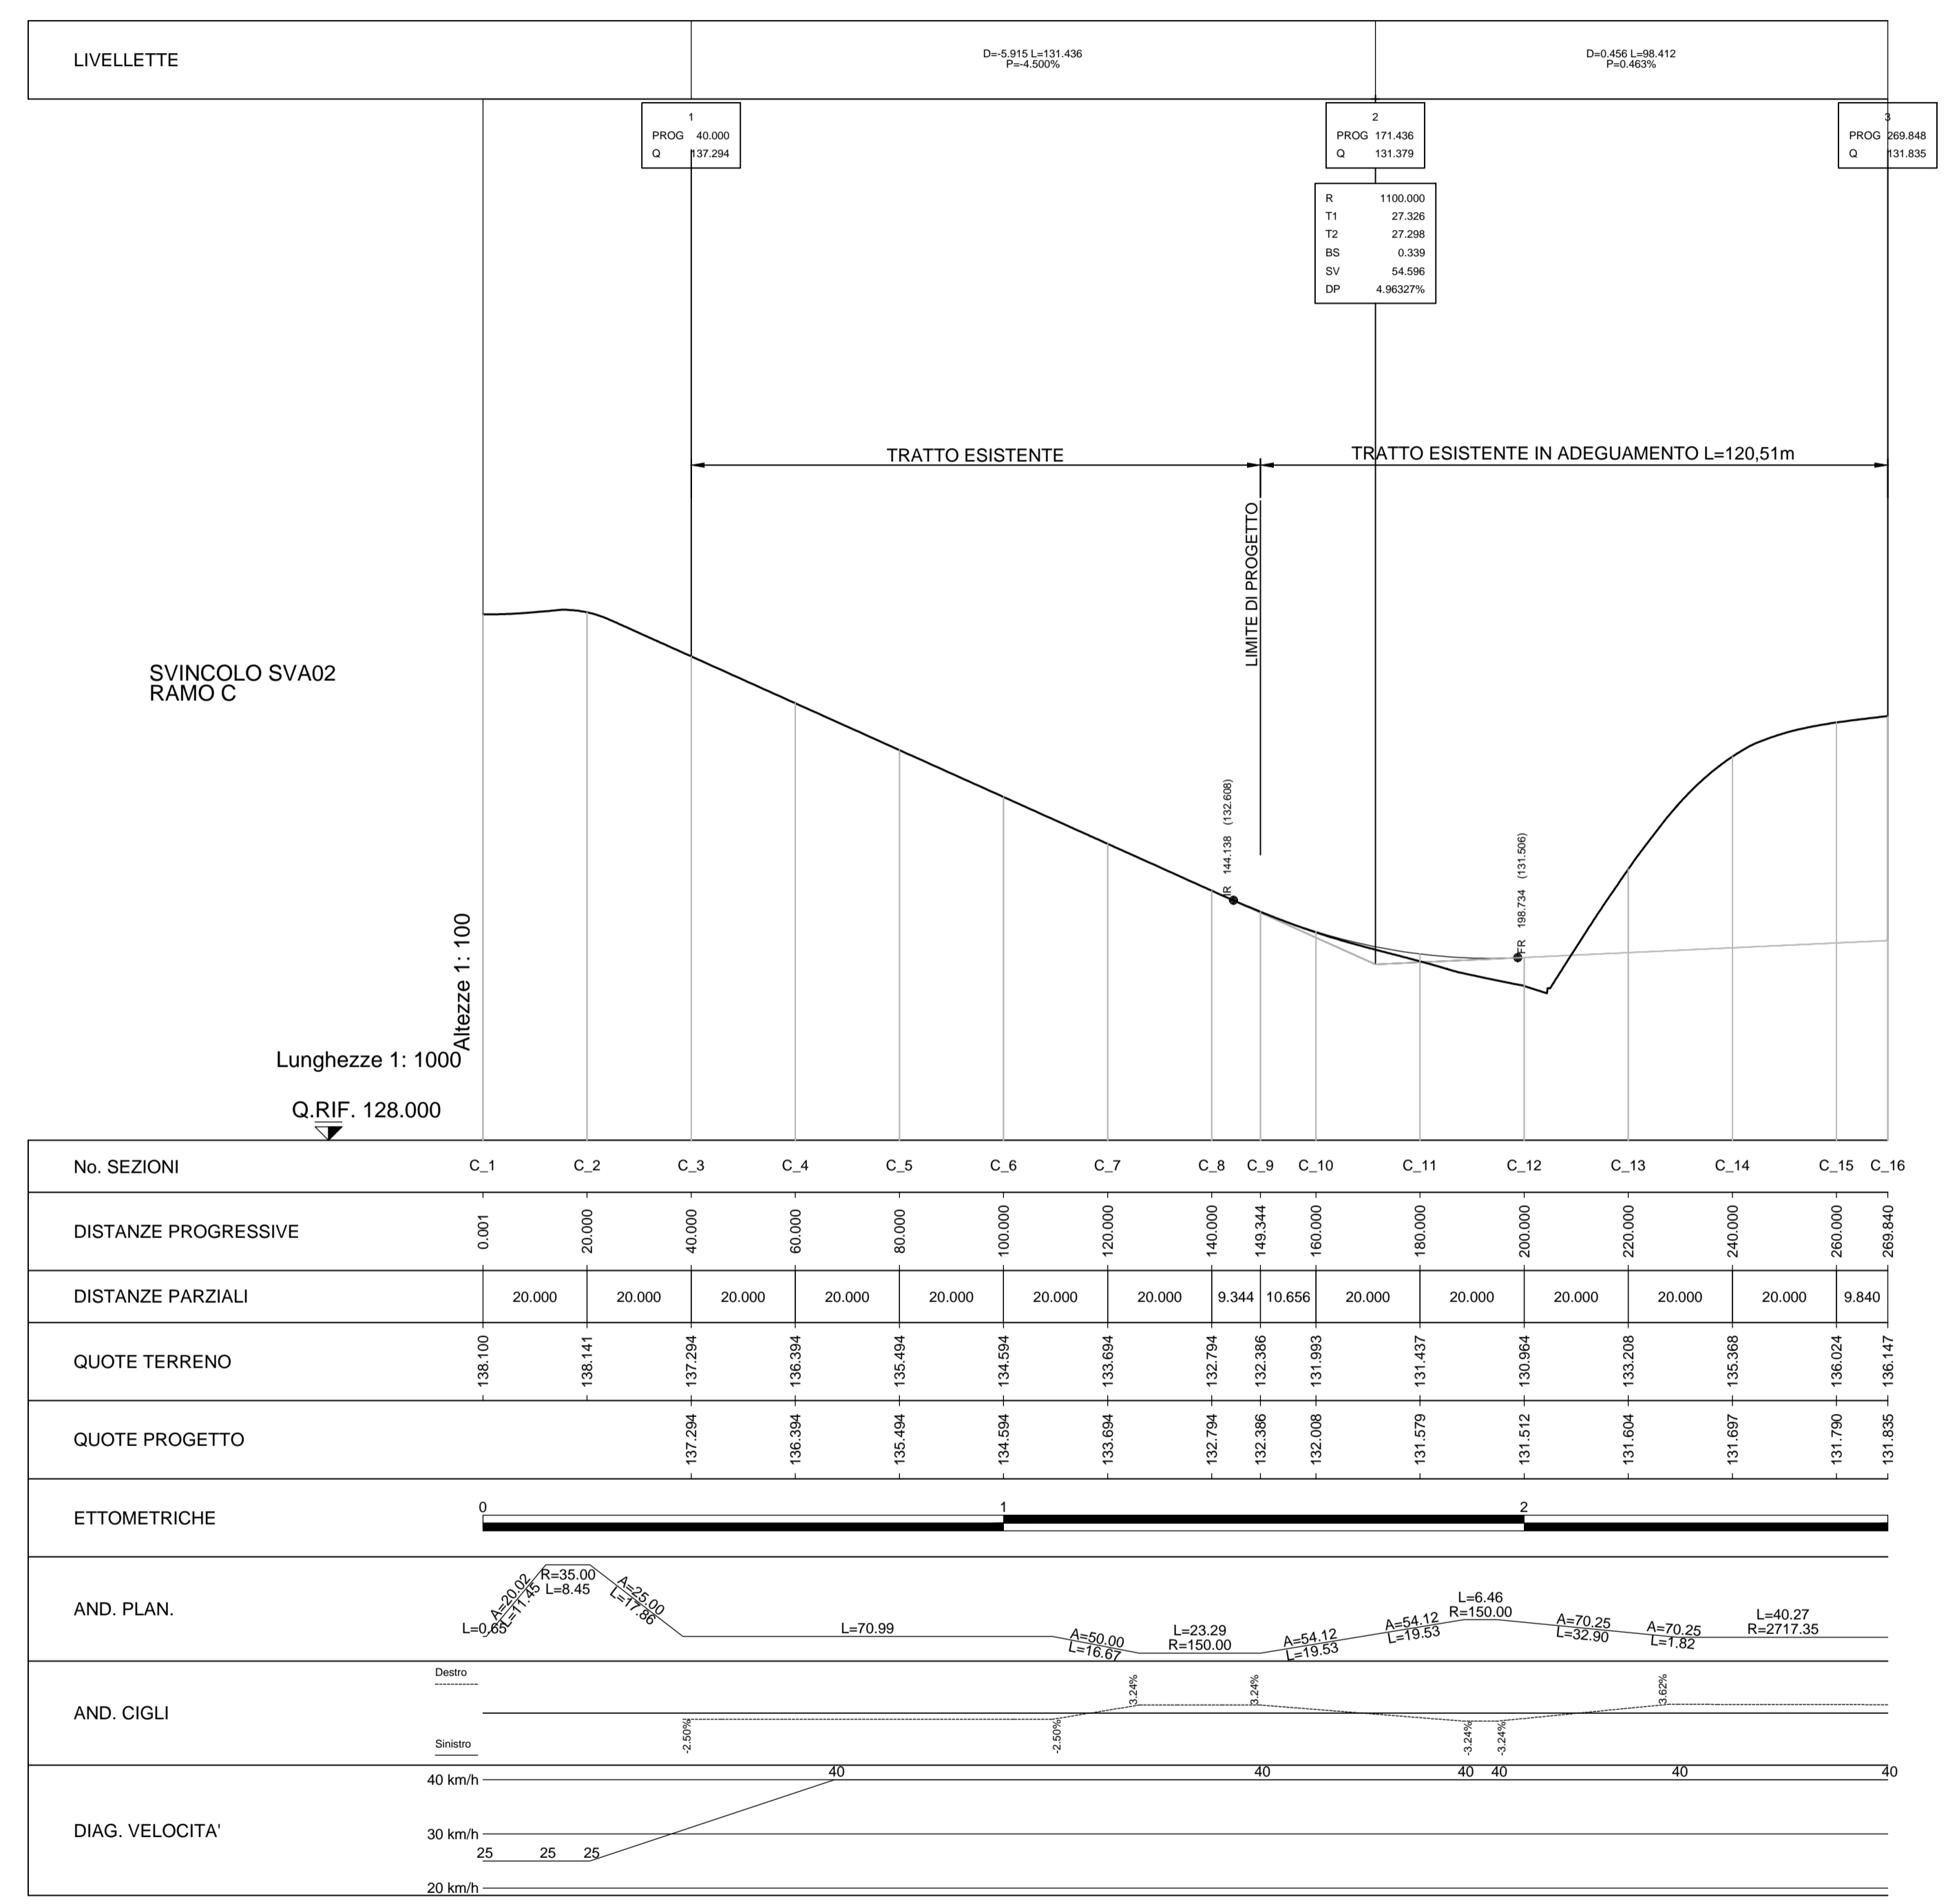 LIVELLETTE
D=-5.915 L=131.436
P=-4.500%
D=0.456 L=98.412
P=0.463%
1
PROG 40.000
Q 137.294
2
PROG 171.436
Q 131.379
3
PROG 269.848
Q 131.835
R 1100.000
T1 27.326
T2 27.298
BS 0.339
SV 54.596
DP 4.96327%
TRATTO ESISTENTE
TRATTO ESISTENTE IN ADEGUAMENTO L=120,51m
LIMITE DI PROGETTO
SVINCOLO SVA02
RAMO C
IR 144.138 (132.608)
FR 198.734 (131.506)
Altezze 1: 100
Lunghezze 1: 1000
Q.RIF. 128.000
No. SEZIONI C_1 C_2 C_3 C_4 C_5 C_6 C_7 C_8 C_9 C_10 C_11 C_12 C_13 C_14 C_15 C_16
DISTANZE PROGRESSIVE 0.001 20.000 40.000 60.000 80.000 100.000 120.000 140.000 149.344 160.000 180.000 200.000 220.000 240.000 260.000 269.840
DISTANZE PARZIALI 20.000 20.000 20.000 20.000 20.000 20.000 20.000 9.344 10.656 20.000 20.000 20.000 20.000 20.000 9.840
QUOTE TERRENO 138.100 138.141 137.294 136.394 135.494 134.594 133.694 132.794 132.386 131.993 131.437 130.964 133.208 135.368 136.024 136.147
QUOTE PROGETTO 137.294 136.394 135.494 134.594 133.694 132.794 132.386 132.008 131.579 131.512 131.604 131.697 131.790 131.835
ETTOMETRICHE 0 1 2
AND. PLAN.
L=0.65
A=20.02
L=11.45
R=35.00
L=8.45
A=25.00
L=17.86
L=70.99
A=50.00
L=16.67
L=23.29
R=150.00
A=54.12
L=19.53
A=54.12
L=19.53
L=6.46
R=150.00
A=70.25
L=32.90
A=70.25
L=1.82
L=40.27
R=2717.35
AND. CIGLI
Destro
Sinistro
-2.50% -2.50% 3.24% 3.24% -3.24% -3.24% 3.62%
DIAG. VELOCITA'
40 km/h
30 km/h
20 km/h
25 25 25 40 40 40 40 40 40